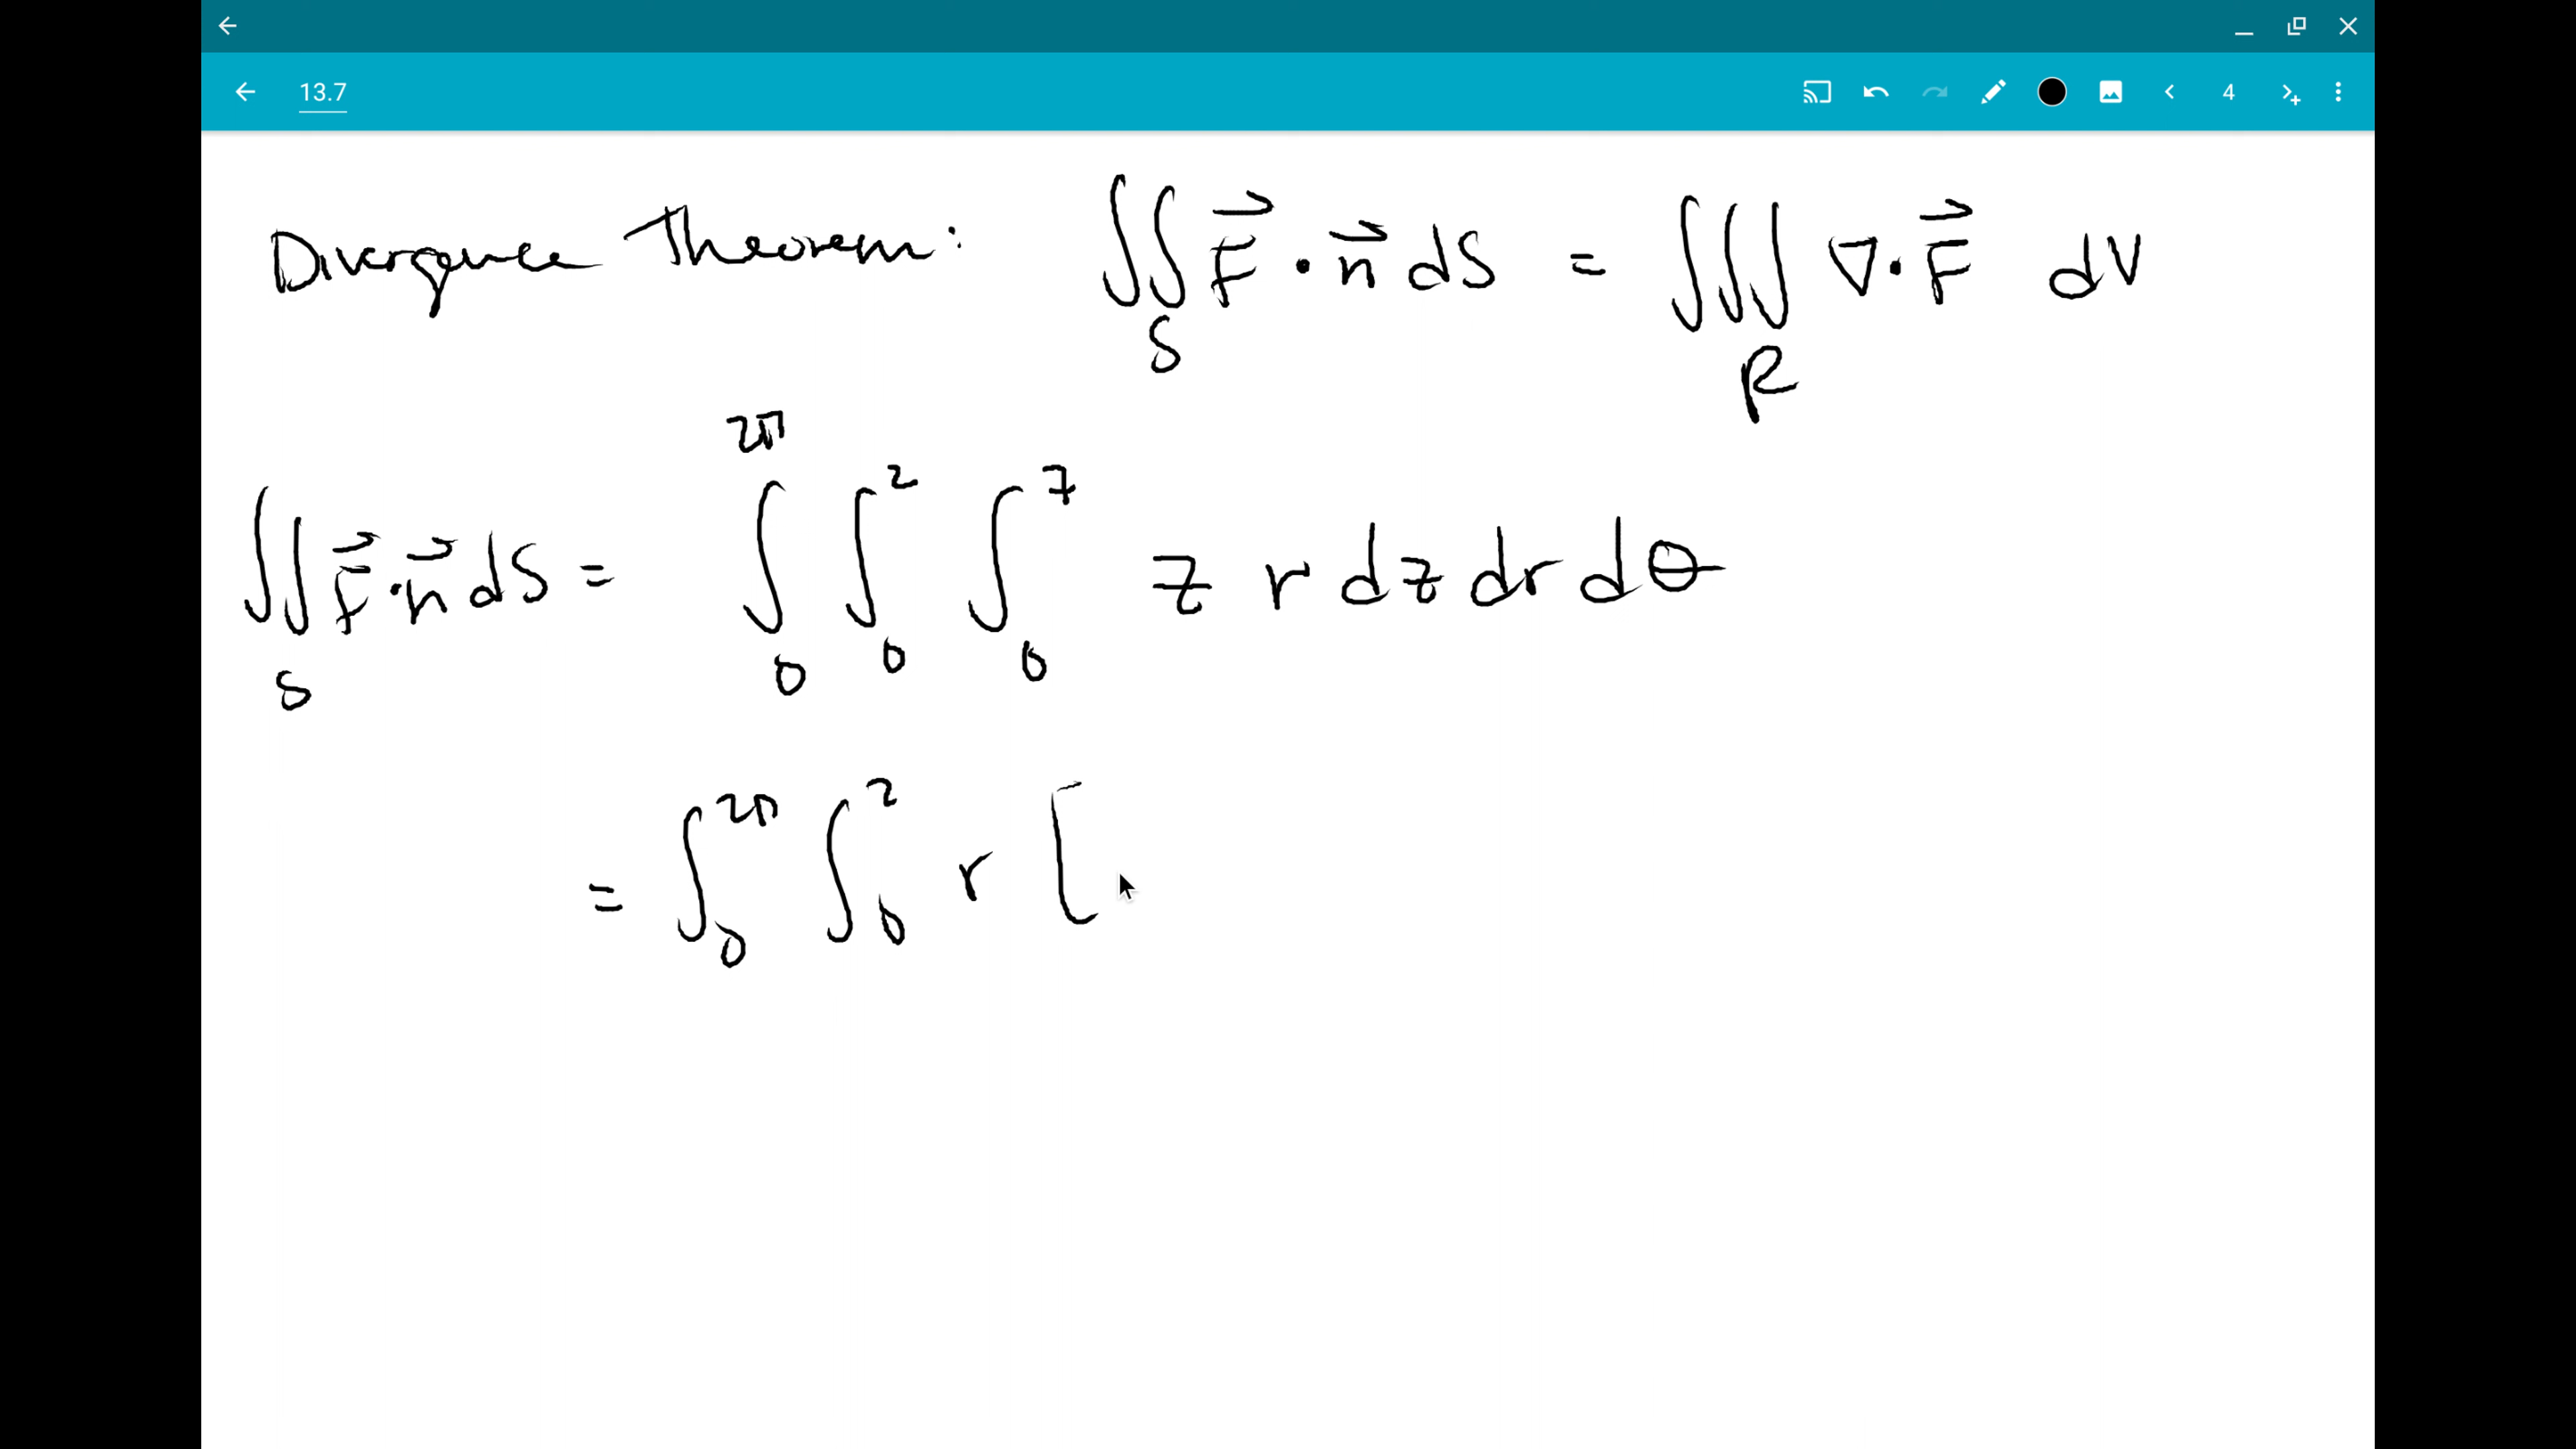 13.7
4
Divergence Theorem: ∬_S F⃗ · n⃗ dS = ∭_R ∇·F⃗ dV
∬_S F⃗·n⃗ dS = ∫_0^{2π} ∫_0^2 ∫_0^7 z r dz dr dθ
= ∫_0^{2π} ∫_0^2 r [